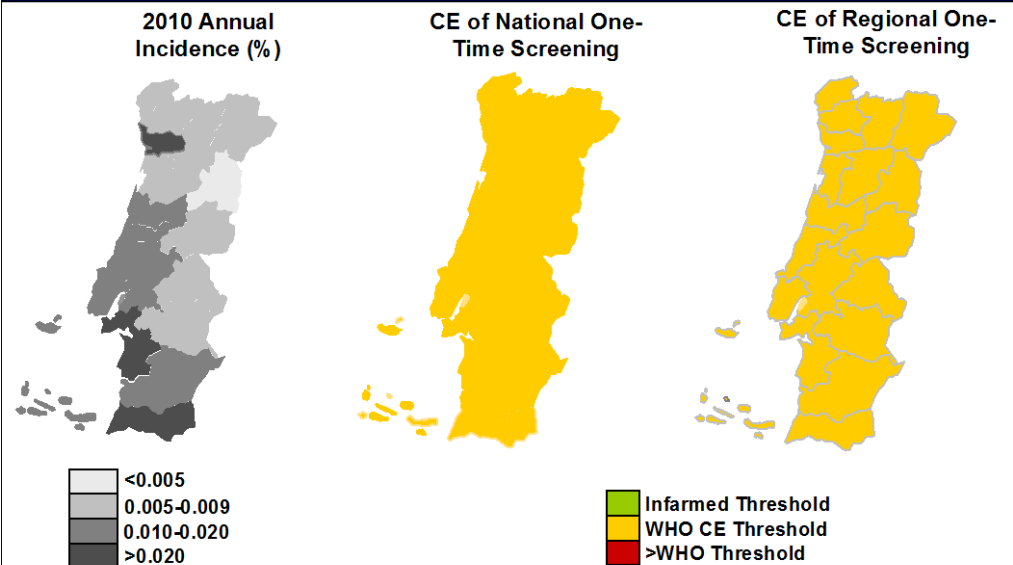 2010 Annual
Incidence (%)
CE of National One-
Time Screening
CE of Regional One-
Time Screening
<0.005
0.005-0.009
0.010-0.020
>0.020
Infarmed Threshold
WHO CE Threshold
>WHO Threshold